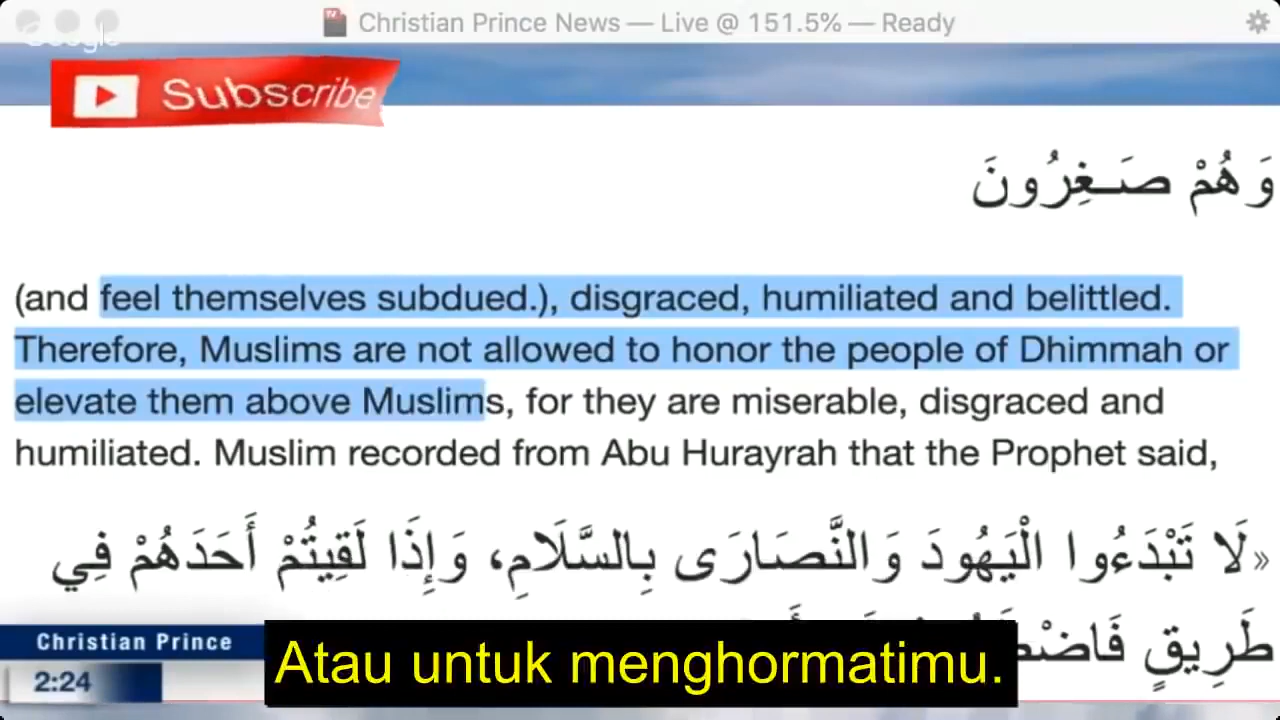 Christian Prince News — Live @ 151.5% — Ready
Google
Subscribe
وَهُمْ صَـغِرُونَ
(and feel themselves subdued.), disgraced, humiliated and belittled.
Therefore, Muslims are not allowed to honor the people of Dhimmah or
elevate them above Muslims, for they are miserable, disgraced and
humiliated. Muslim recorded from Abu Hurayrah that the Prophet said,
«لَا تَبْدَءُوا الْيَهُودَ وَالنَّصَارَى بِالسَّلَامِ، وَإِذَا لَقِيتُمْ أَحَدَهُمْ فِي
طَرِيقٍ
Christian Prince
2:24
Atau untuk menghormatimu.